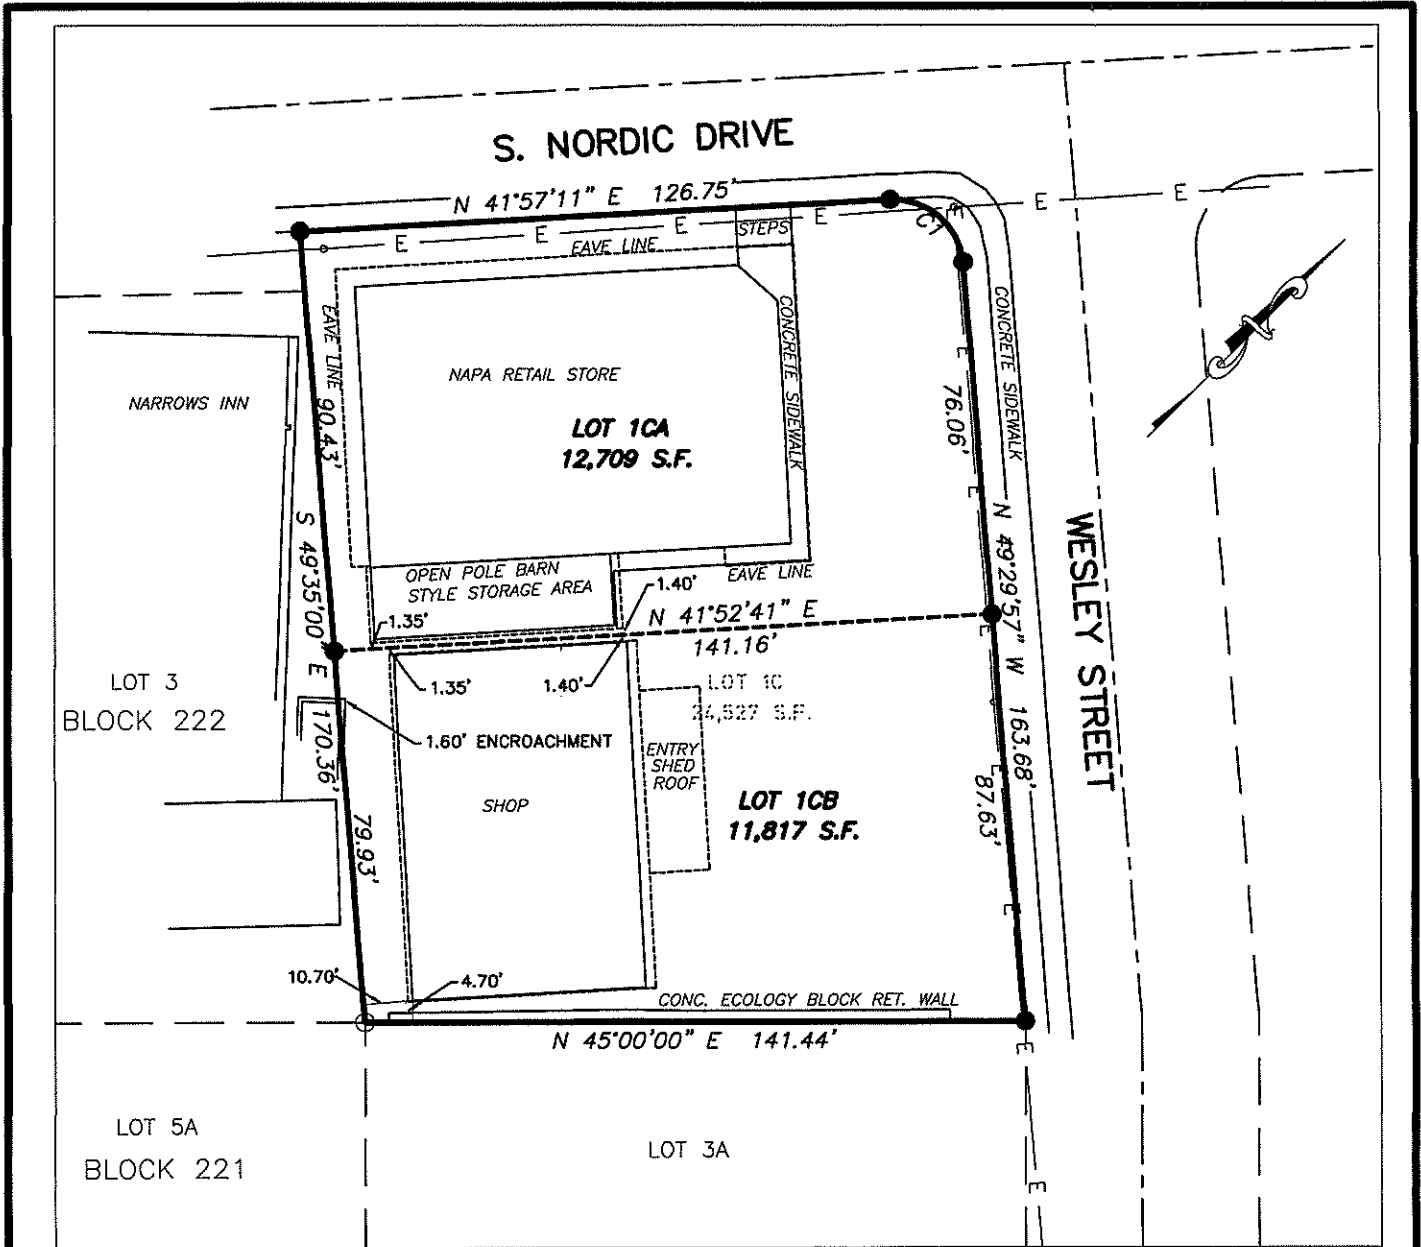 S. NORDIC DRIVE
N 41°57'11" E 126.75'
E E E E E E
C1
STEPS
EAVE LINE
EAVE LINE
90.43'
CONCRETE SIDEWALK
CONCRETE SIDEWALK
NAPA RETAIL STORE
NARROWS INN
LOT 1CA
12,709 S.F.
76.06'
E
E
S 49°35'00 E 170.36'
N 49°29'57" W 163.68'
WESLEY STREET
OPEN POLE BARN
STYLE STORAGE AREA
EAVE LINE
1.40'
1.35'
N 41°52'41" E
141.16'
E
1.35'
1.40'
LOT 1C
24,527 S.F.
LOT 3
BLOCK 222
1.60' ENCROACHMENT
ENTRY
SHED
ROOF
E
SHOP
LOT 1CB
11,817 S.F.
87.63'
79.93'
E
10.70'
4.70'
CONC. ECOLOGY BLOCK RET. WALL
N 45°00'00" E 141.44'
E
LOT 5A
BLOCK 221
LOT 3A
E